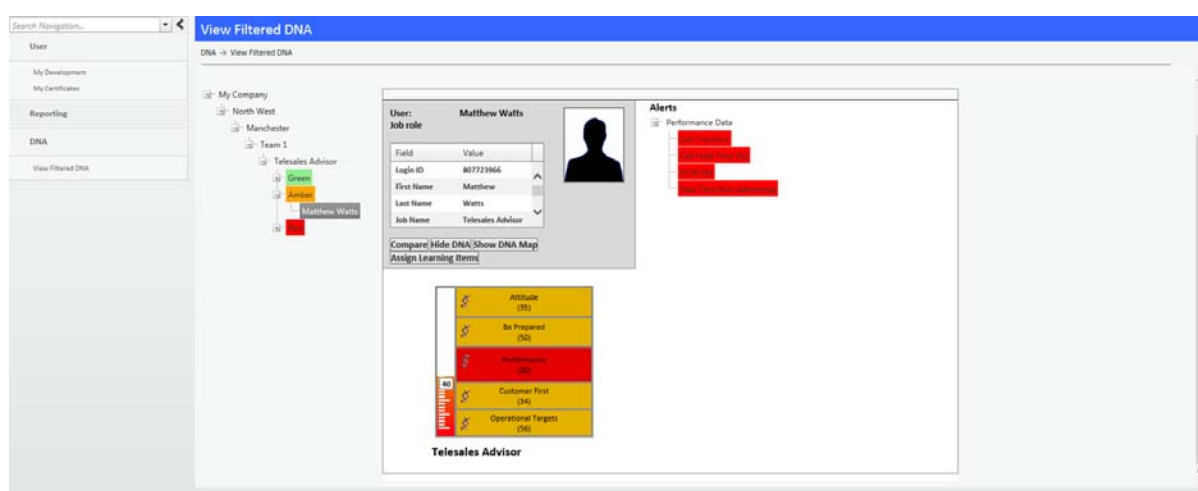 Search Navigation...
User
My Development
My Certificates
Reporting
DNA
View Filtered DNA
View Filtered DNA
DNA → View Filtered DNA
My Company
North West
Manchester
Team 1
Telesales Advisor
Green
Amber
Matthew Watts
Red
User: Matthew Watts
Job role
Field Value
Login ID 807723966
First Name Matthew
Last Name Watts
Job Name Telesales Advisor
Compare Hide DNA Show DNA Map
Assign Learning Items
Alerts
Performance Data
Attitude
(35)
Be Prepared
(50)
Performance
40
Customer First
(34)
Operational Targets
(56)
Telesales Advisor